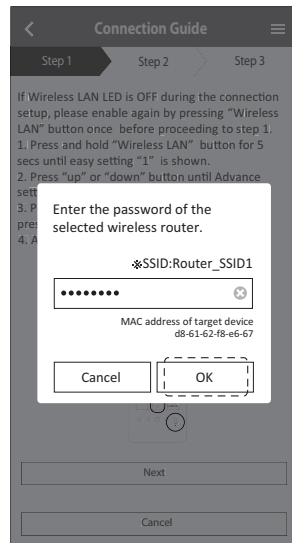 Connection Guide
Step 1 Step 2 Step 3
If Wireless LAN LED is OFF during the connection
setup, please enable again by pressing "Wireless
LAN" button once before proceeding to step 1.
1. Press and hold "Wireless LAN" button for 5
secs until easy setting "1" is shown.
2. Press "up" or "down" button until Advance
sett
3. P
pres
4. A
Enter the password of the
selected wireless router.
※SSID:Router_SSID1
••••••••
MAC address of target device
d8-61-62-f8-e6-67
Cancel OK
Next
Cancel